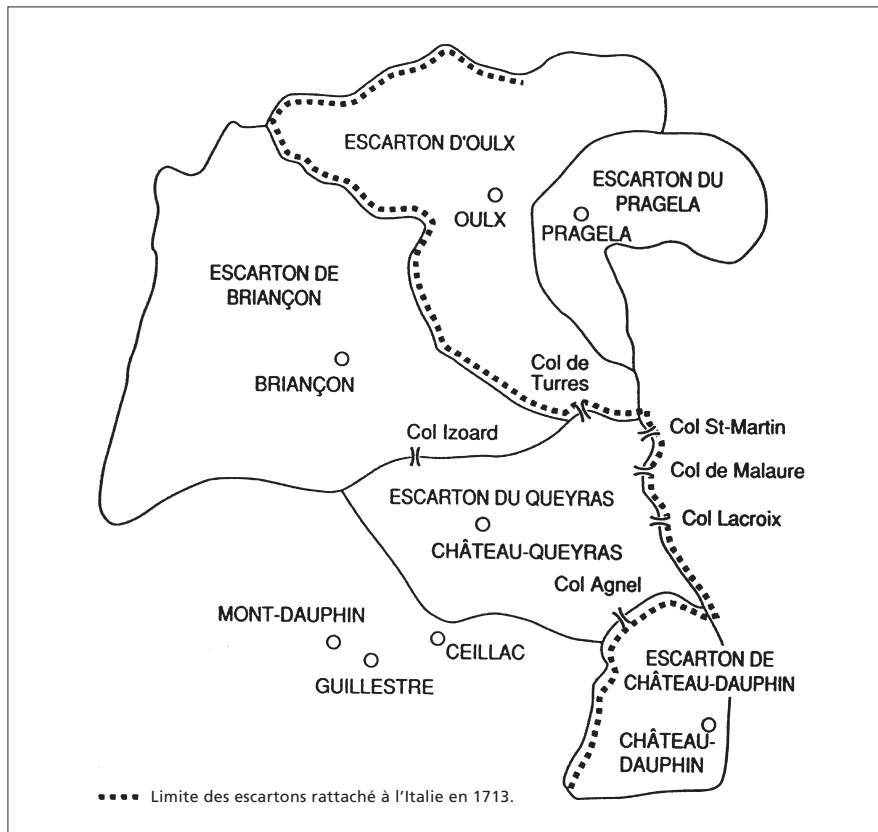 ESCARTON D'OULX
OULX
ESCARTON DU
PRAGELA
PRAGELA
ESCARTON DE
BRIANÇON
BRIANÇON
Col de
Turres
Col Izoard
Col St-Martin
Col de Malaure
Col Lacroix
ESCARTON DU QUEYRAS
CHÂTEAU-QUEYRAS
Col Agnel
MONT-DAUPHIN
GUILLESTRE
CEILLAC
ESCARTON DE
CHÂTEAU-DAUPHIN
CHÂTEAU-
DAUPHIN
Limite des escartons rattaché à l'Italie en 1713.